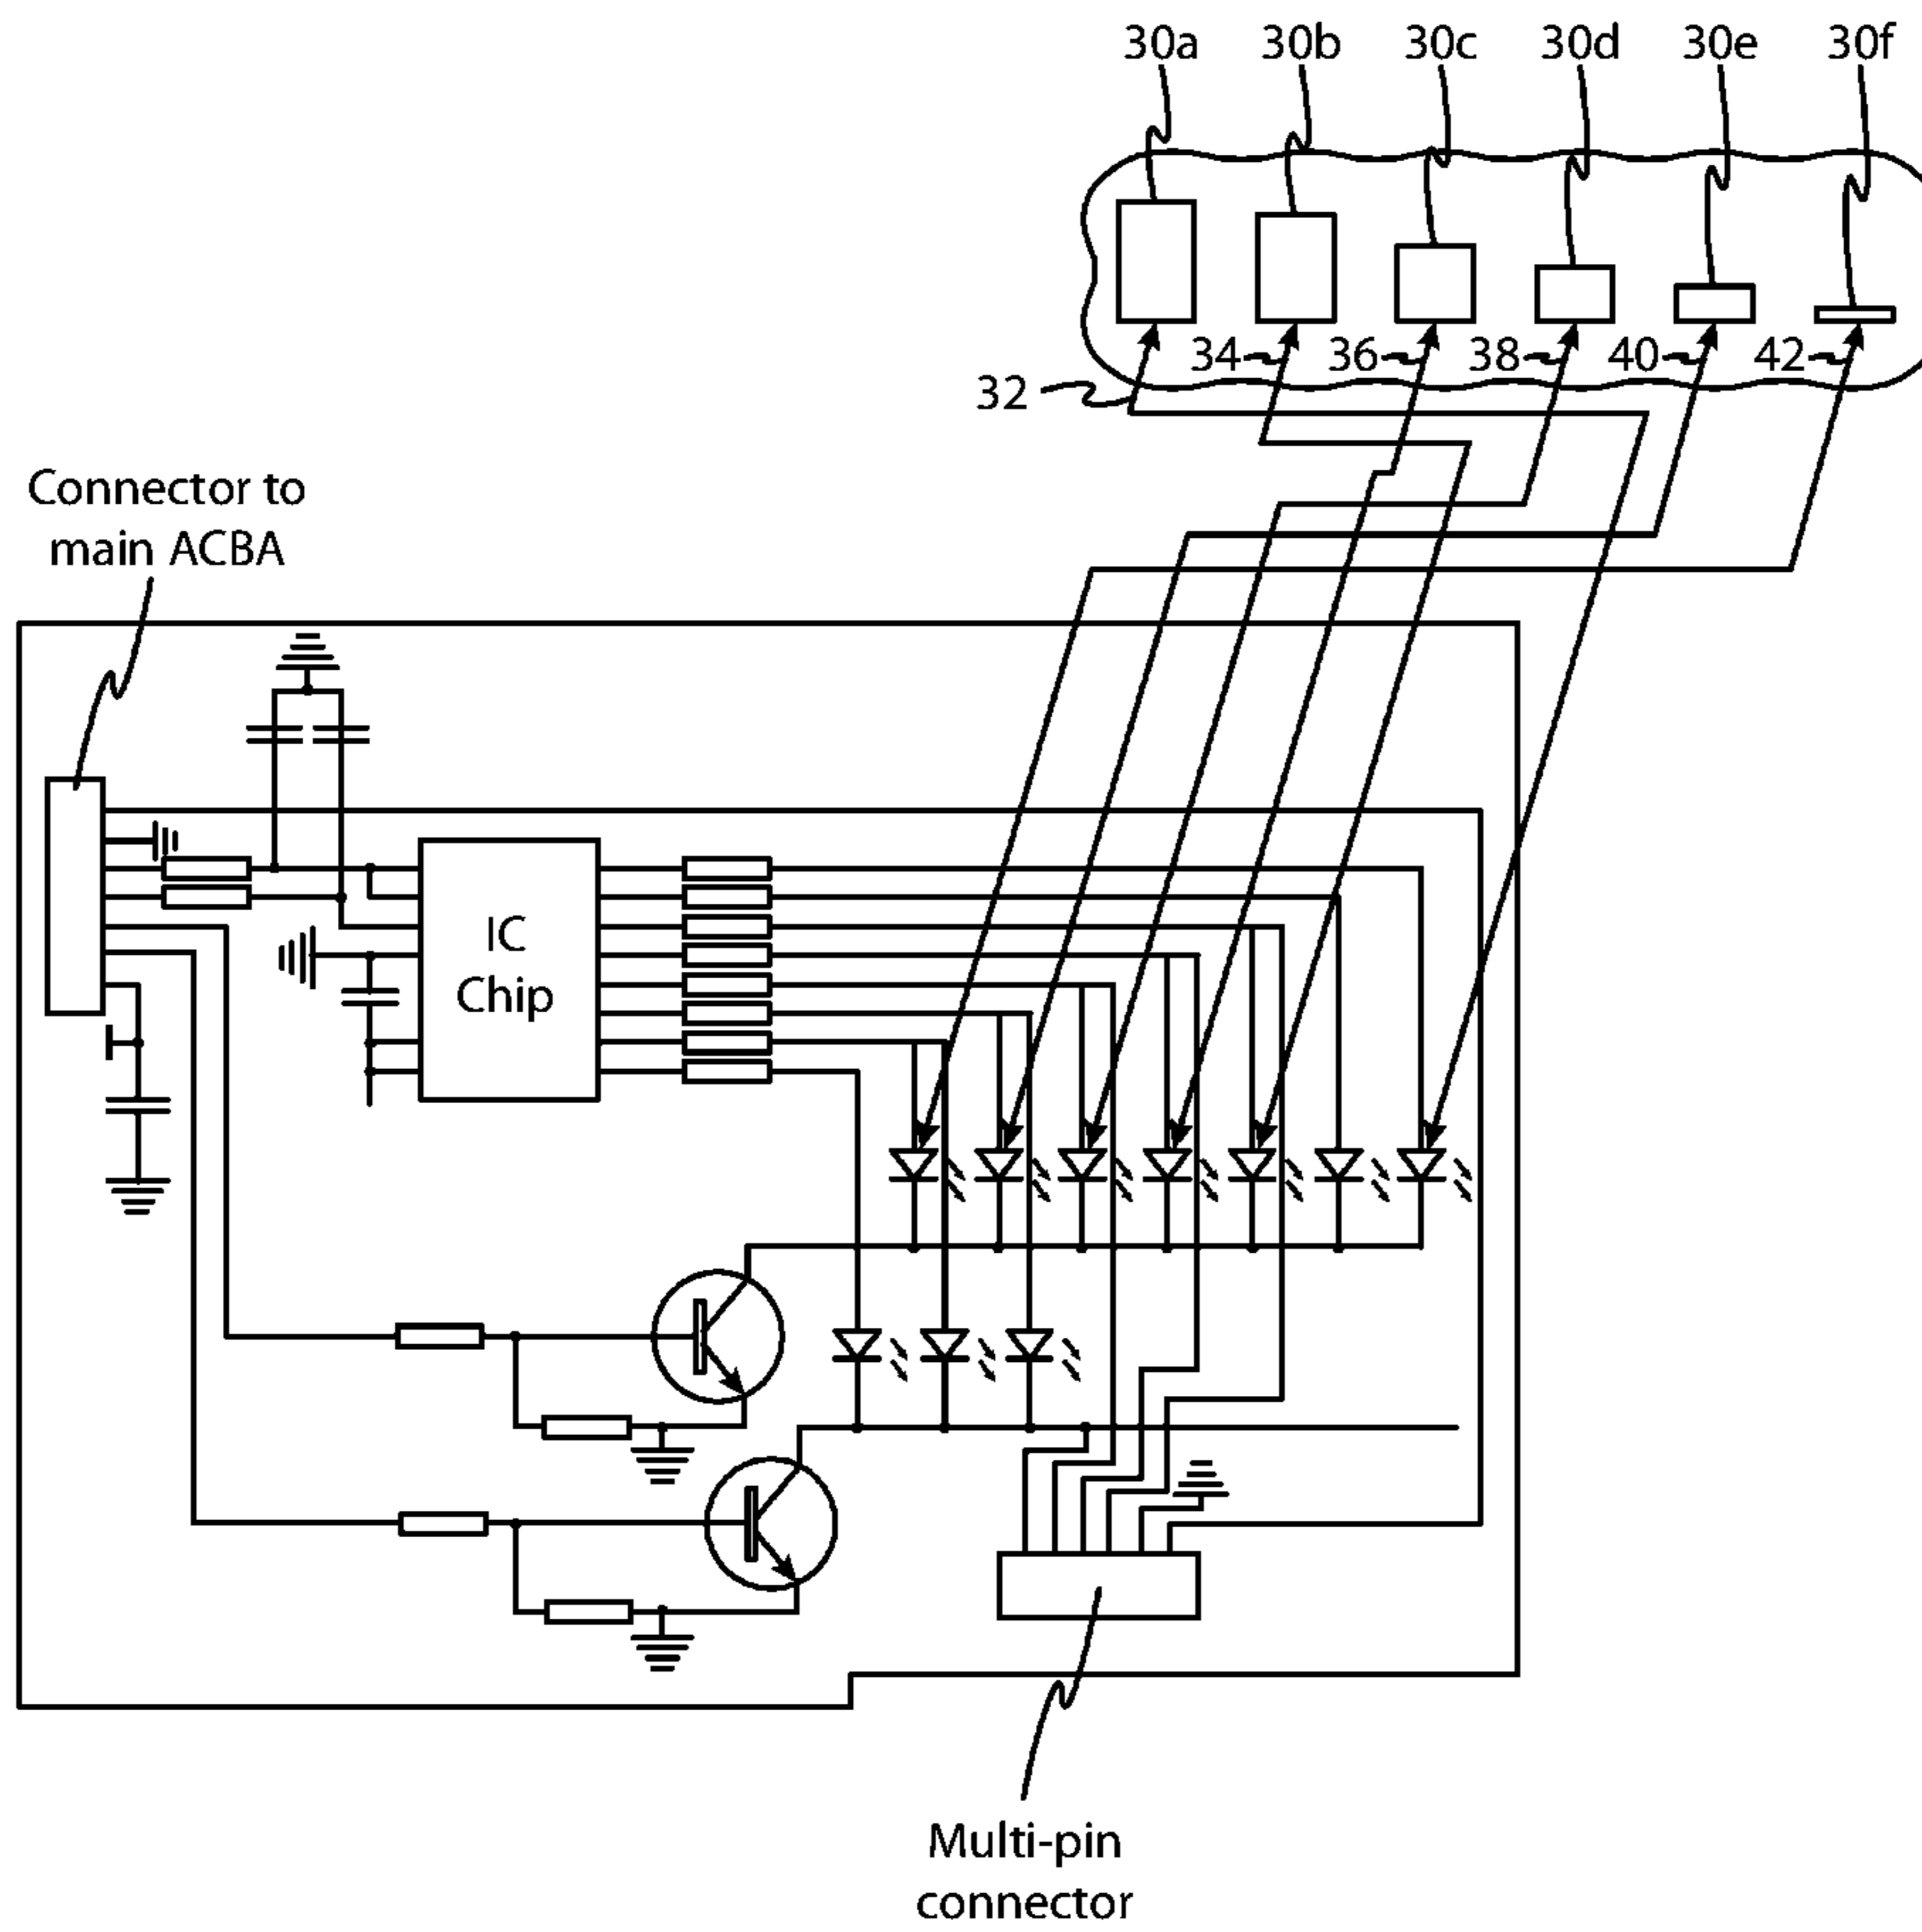 30a 30b 30c 30d 30e 30f
34 36 38 40 42
32
Connector to
main ACBA
IC
Chip
Multi-pin
connector